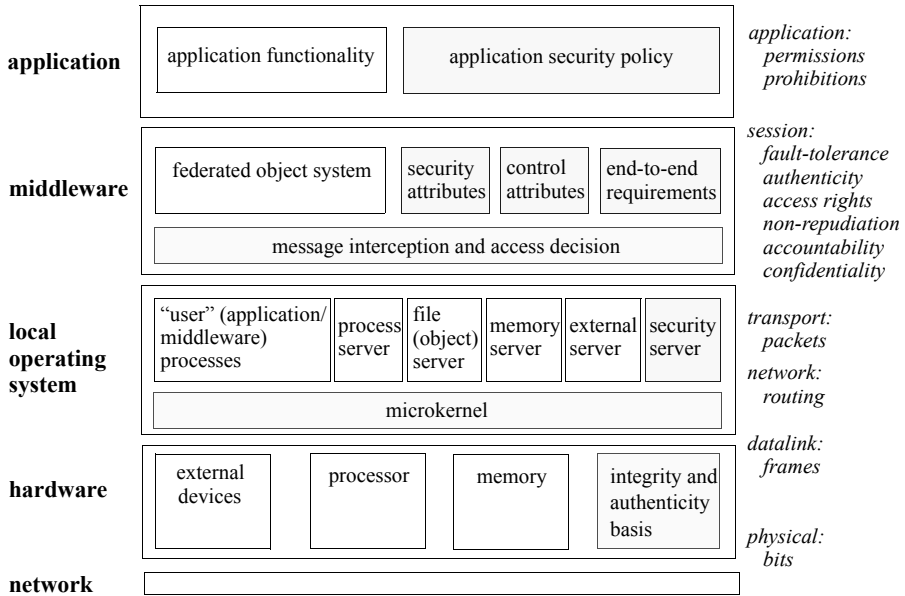 application
application functionality
application security policy
application:
permissions
prohibitions
middleware
federated object system
security
attributes
control
attributes
end-to-end
requirements
message interception and access decision
session:
fault-tolerance
authenticity
access rights
non-repudiation
accountability
confidentiality
local
operating
system
“user” (application/
middleware)
processes
process
server
file
(object)
server
memory
server
external
server
security
server
microkernel
transport:
packets
network:
routing
hardware
external
devices
processor
memory
integrity and
authenticity
basis
datalink:
frames
physical:
bits
network